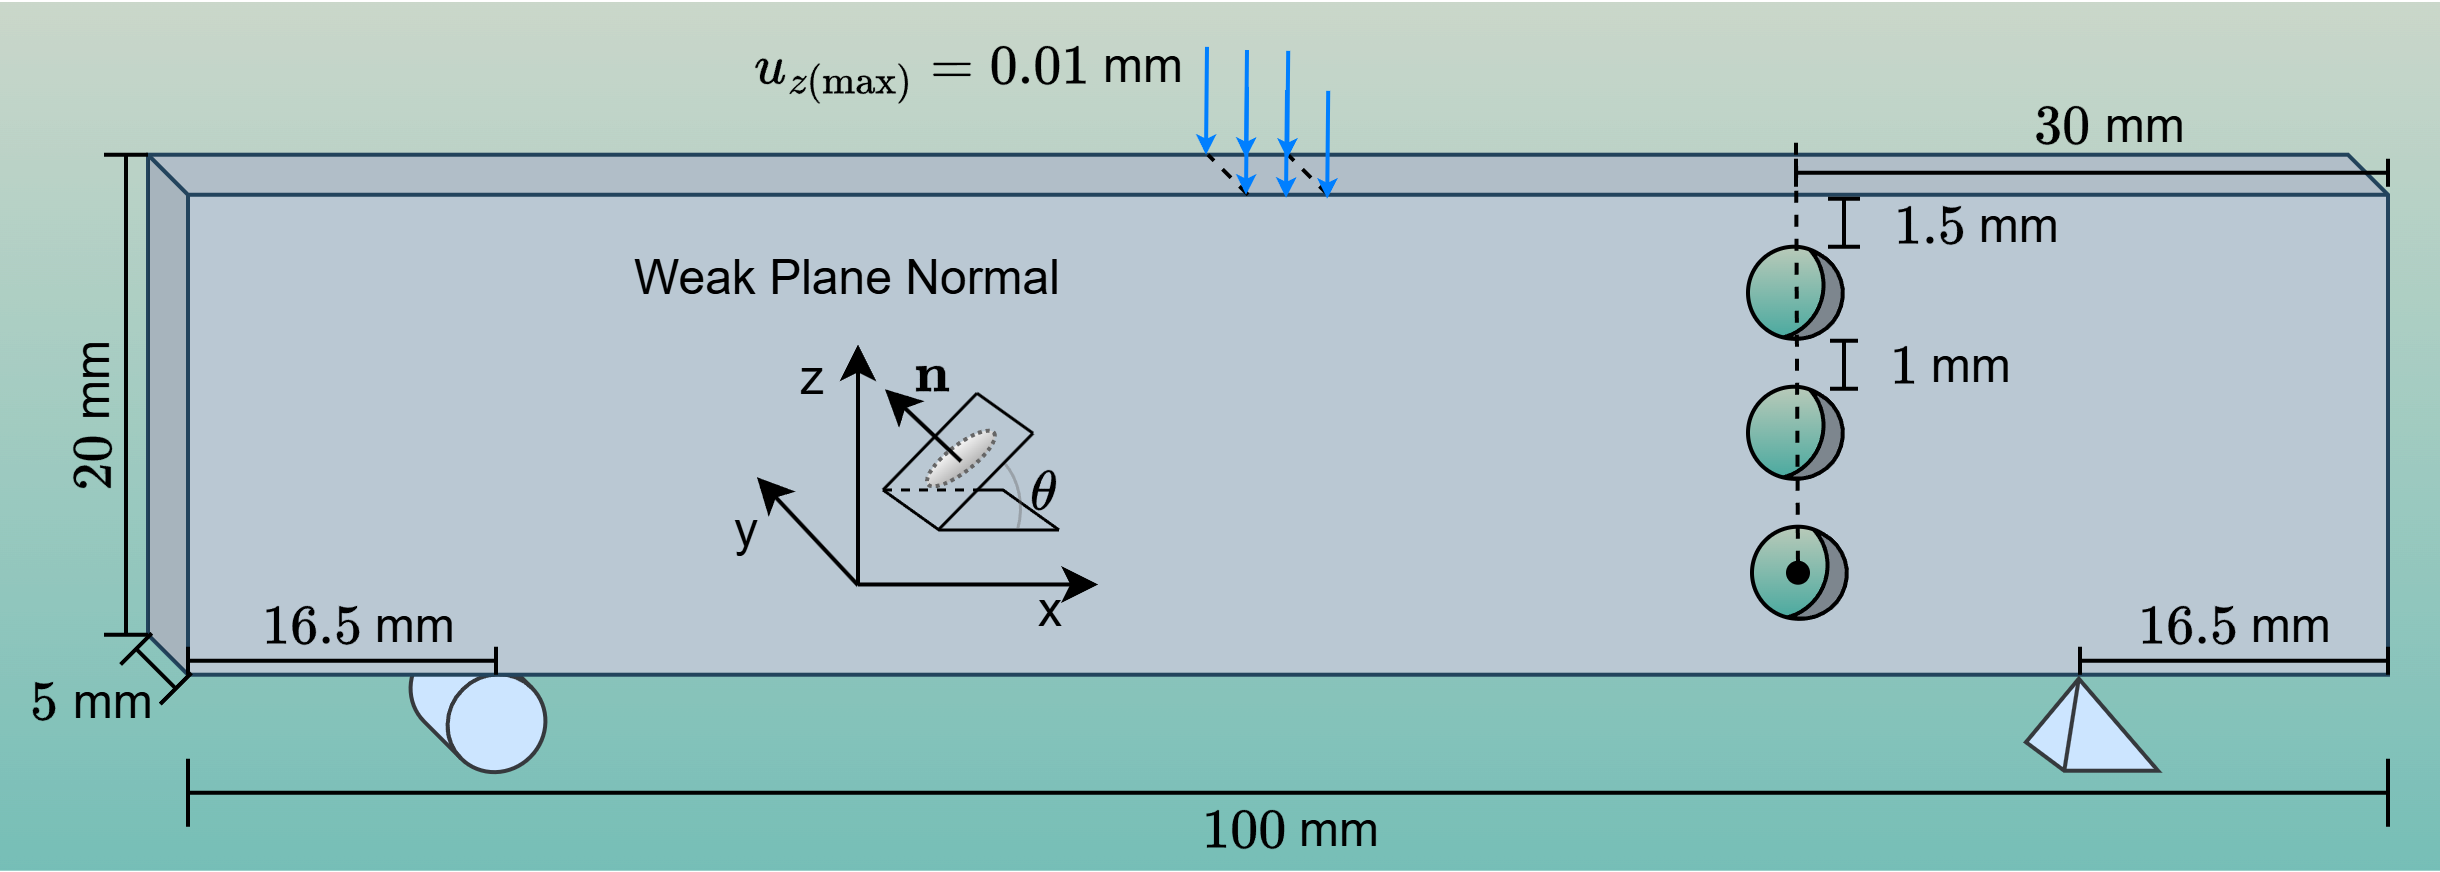 u_z(max) = 0.01 mm
30 mm
1.5 mm
Weak Plane Normal
1 mm
z
n
20 mm
θ
y
x
16.5 mm
16.5 mm
5 mm
100 mm